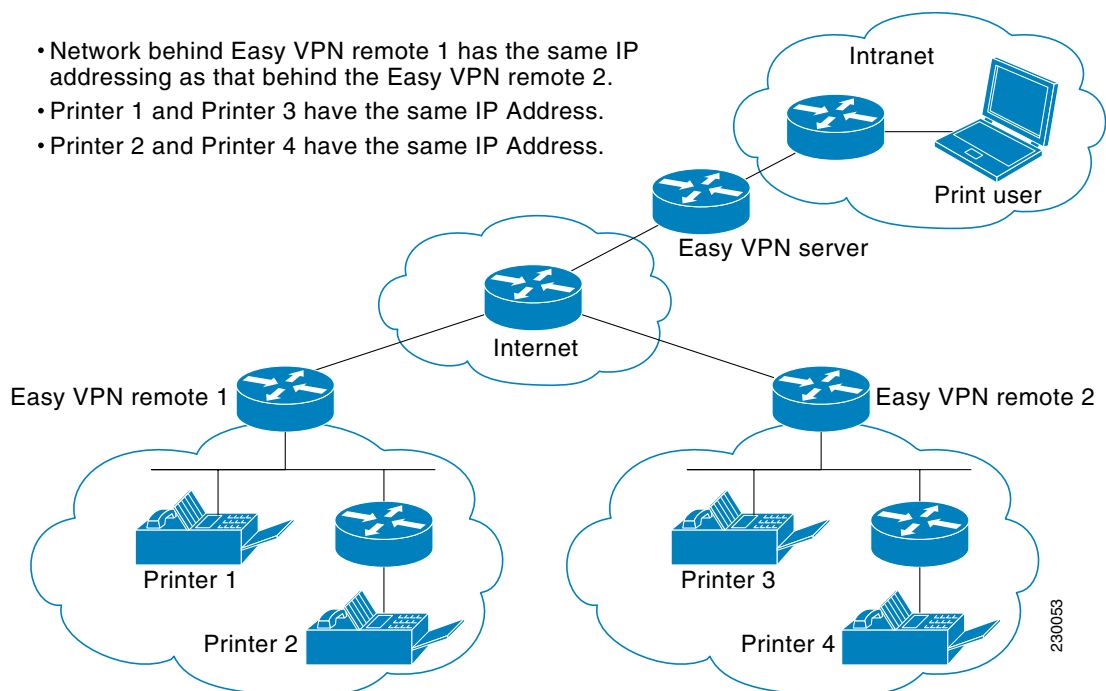 • Network behind Easy VPN remote 1 has the same IP
addressing as that behind the Easy VPN remote 2.
• Printer 1 and Printer 3 have the same IP Address.
• Printer 2 and Printer 4 have the same IP Address.
Intranet
Print user
Easy VPN server
Internet
Easy VPN remote 1
Easy VPN remote 2
Printer 1
Printer 3
Printer 2
Printer 4
230053